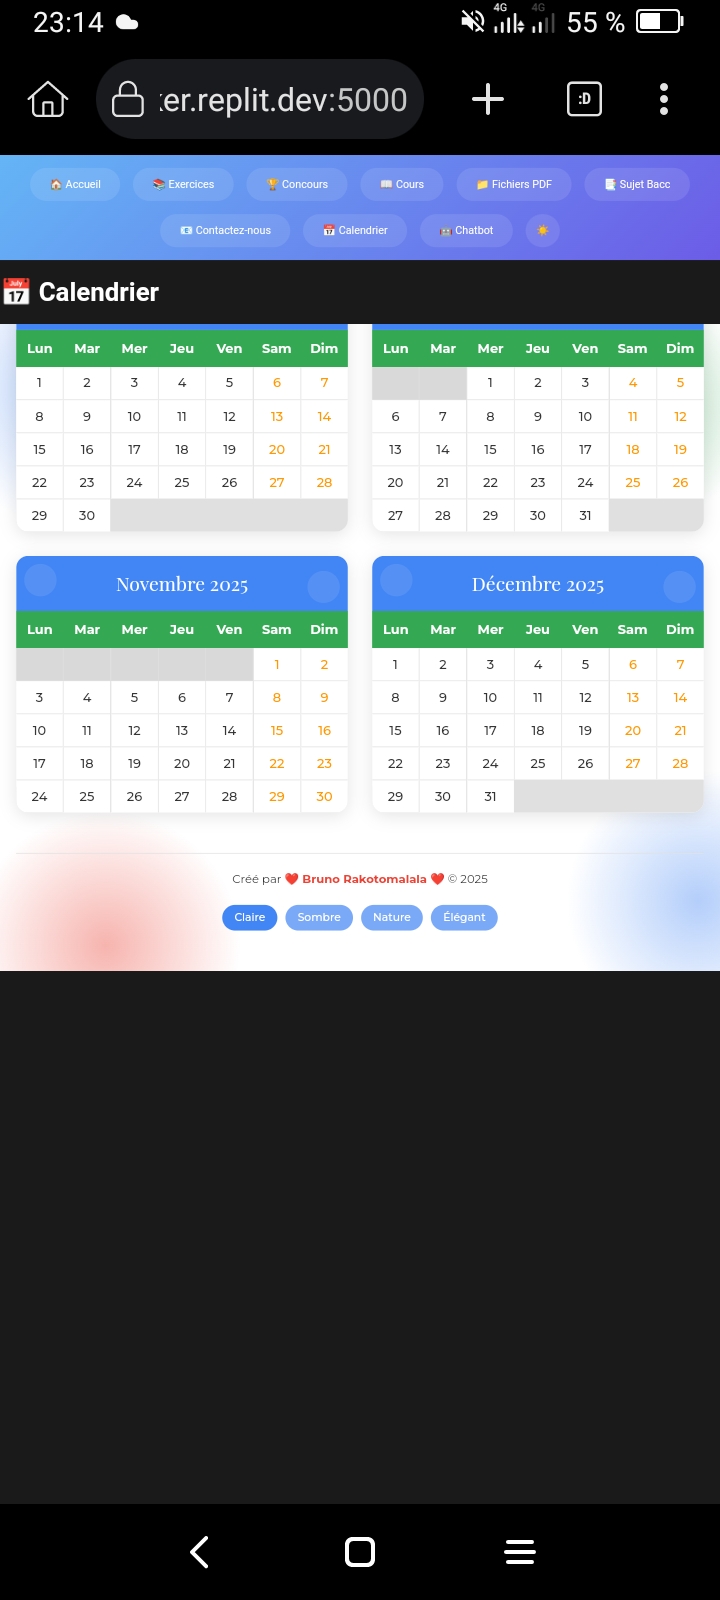 23:14 4G 4G 55 %
ker.replit.dev:5000 :D
🏠 Accueil 📚 Exercices 🏆 Concours 📖 Cours 📁 Fichiers PDF 📑 Sujet Bacc
📧 Contactez-nous 📅 Calendrier 🤖 Chatbot ☀️
📅 Calendrier
Lun Mar Mer Jeu Ven Sam Dim
1 2 3 4 5 6 7
8 9 10 11 12 13 14
15 16 17 18 19 20 21
22 23 24 25 26 27 28
29 30
Lun Mar Mer Jeu Ven Sam Dim
1 2 3 4 5
6 7 8 9 10 11 12
13 14 15 16 17 18 19
20 21 22 23 24 25 26
27 28 29 30 31
Novembre 2025
Lun Mar Mer Jeu Ven Sam Dim
1 2
3 4 5 6 7 8 9
10 11 12 13 14 15 16
17 18 19 20 21 22 23
24 25 26 27 28 29 30
Décembre 2025
Lun Mar Mer Jeu Ven Sam Dim
1 2 3 4 5 6 7
8 9 10 11 12 13 14
15 16 17 18 19 20 21
22 23 24 25 26 27 28
29 30 31
Créé par ❤️ Bruno Rakotomalala ❤️ © 2025
Claire Sombre Nature Élégant